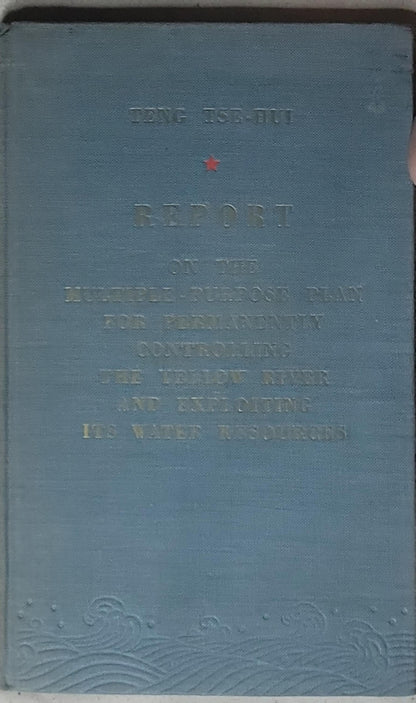 TENG TSE-HUI
REPORT
ON THE
MULTIPLE-PURPOSE PLAN
FOR PERMANENTLY
CONTROLLING
THE YELLOW RIVER
AND EXPLOITING
ITS WATER RESOURCES